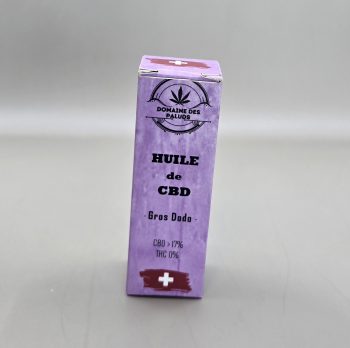 DOMAINE DES
PALUDS
HUILE
de
CBD
- Gros Dodo -
CBD > 17%
THC 0%